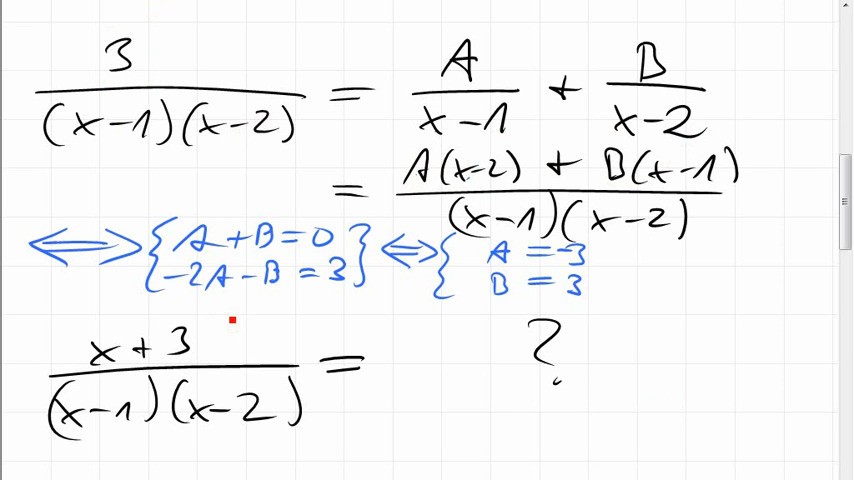 3/((x-1)(x-2)) = A/(x-1) + B/(x-2)
= (A(x-2) + B(x-1))/((x-1)(x-2))
⟺ { A+B=0 } ⟺ { A = -3
{ -2A-B=3 } { B = 3
(x+3)/((x-1)(x-2)) = ?